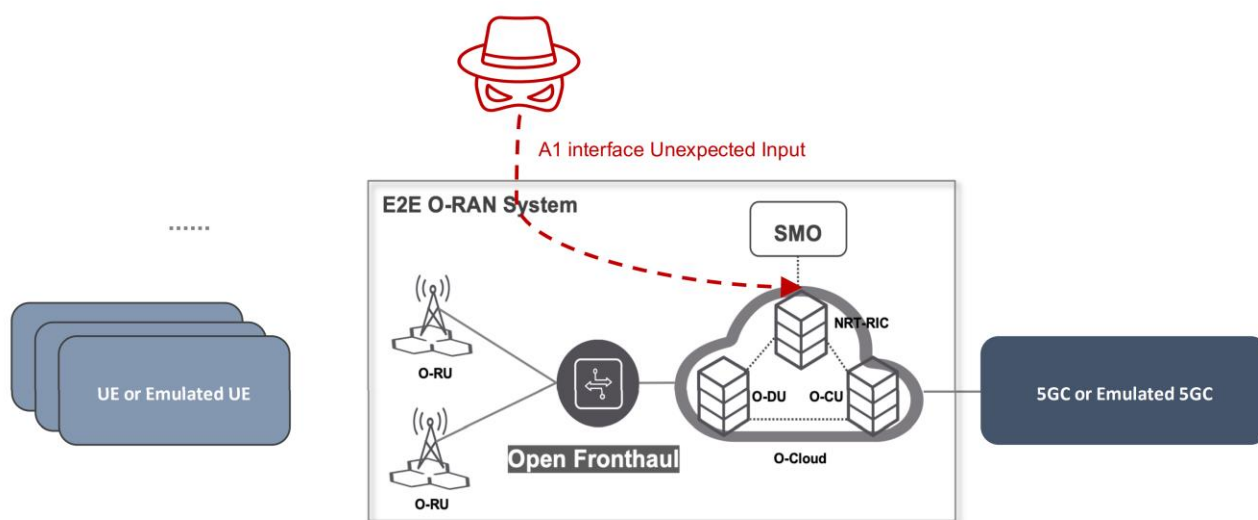 A1 interface Unexpected Input
E2E O-RAN System
......
SMO
NRT-RIC
O-RU
O-DU
O-CU
UE or Emulated UE
5GC or Emulated 5GC
Open Fronthaul
O-Cloud
O-RU